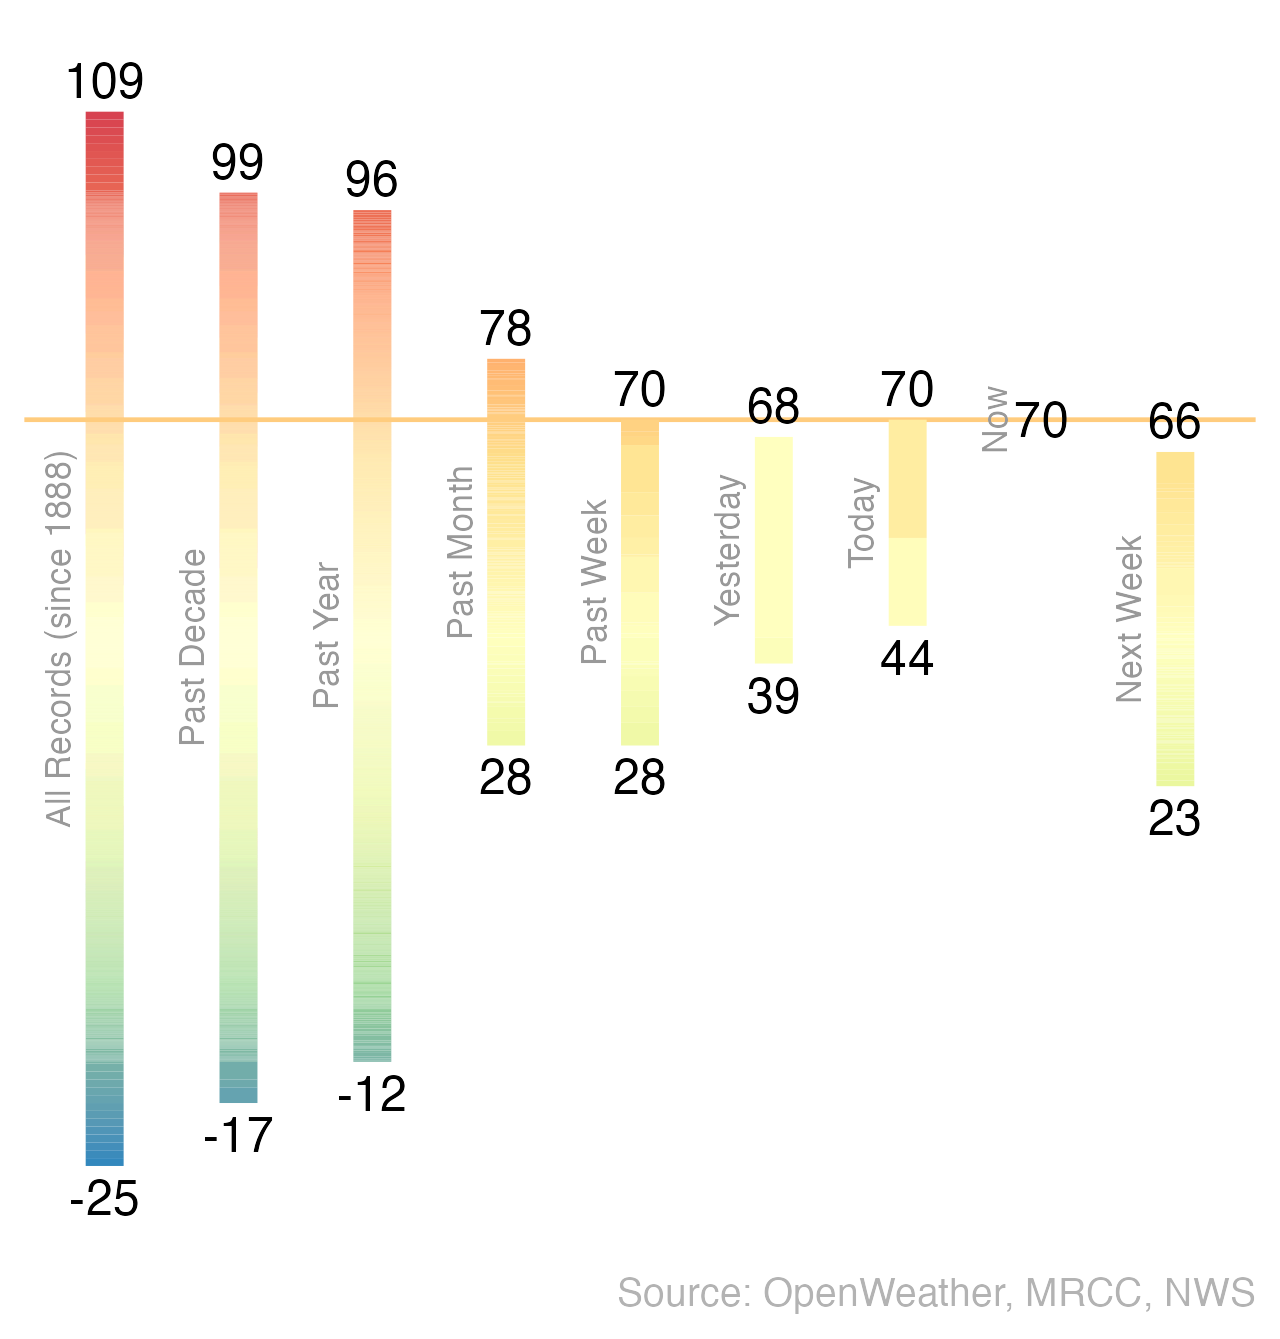 109
All Records (since 1888)
-25
99
Past Decade
-17
96
Past Year
-12
78
Past Month
28
70
Past Week
28
68
Yesterday
39
70
Today
44
Now
70
66
Next Week
23
Source: OpenWeather, MRCC, NWS